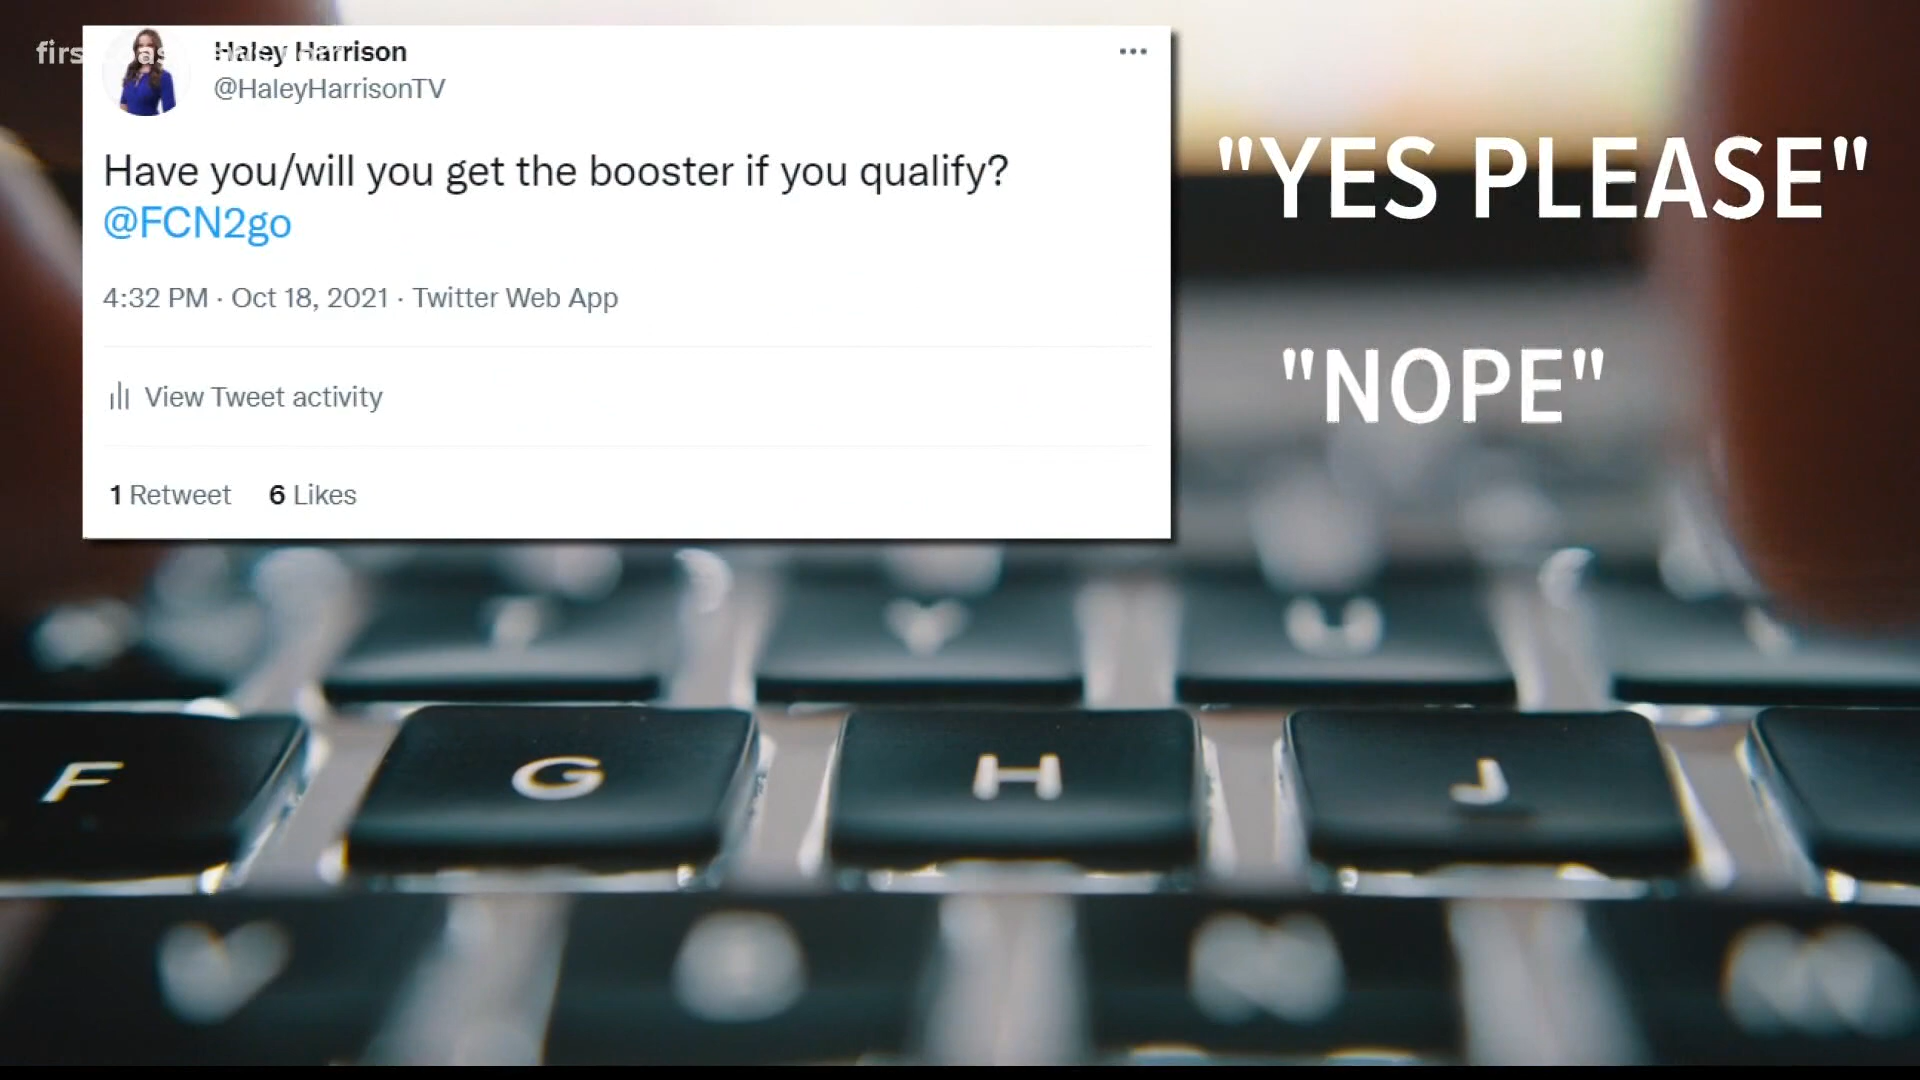 Haley Harrison
@HaleyHarrisonTV
Have you/will you get the booster if you qualify?
@FCN2go
4:32 PM · Oct 18, 2021 · Twitter Web App
View Tweet activity
1 Retweet 6 Likes
"YES PLEASE"
"NOPE"
F G H J